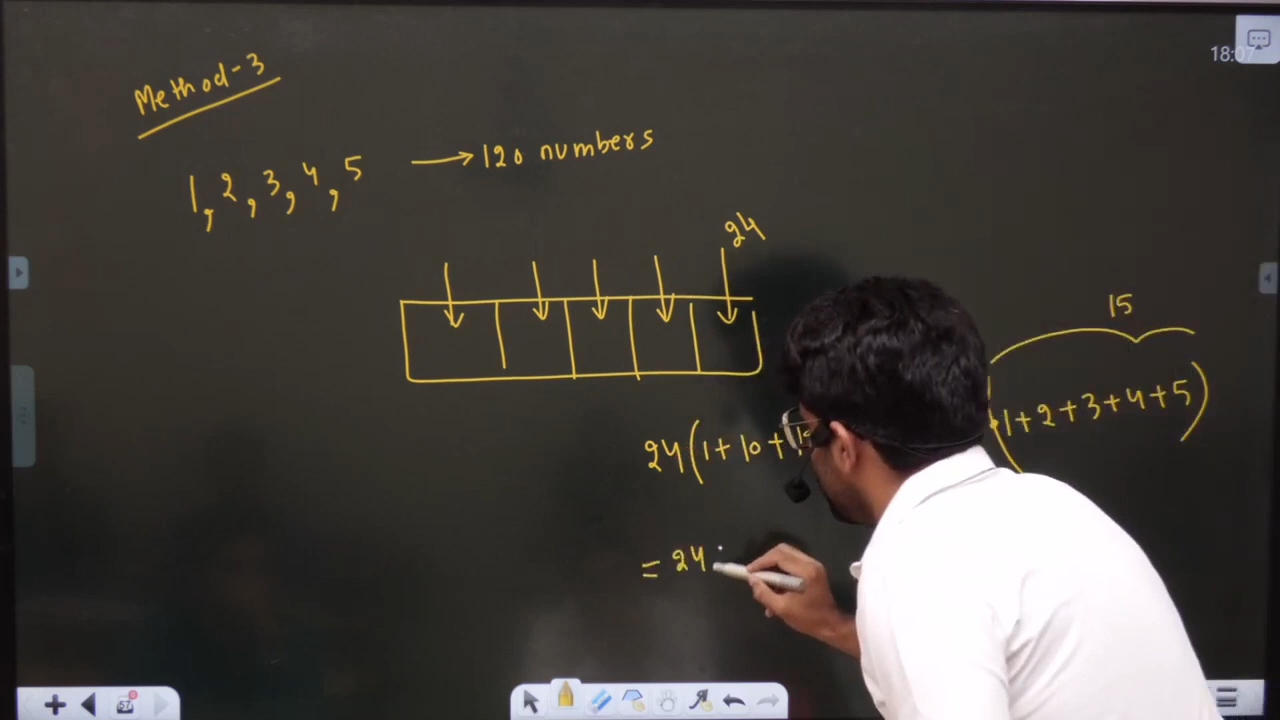 18:07
Method-3
1, 2, 3, 4, 5 → 120 numbers
24
15
24(1+10+ (1+2+3+4+5)
= 24